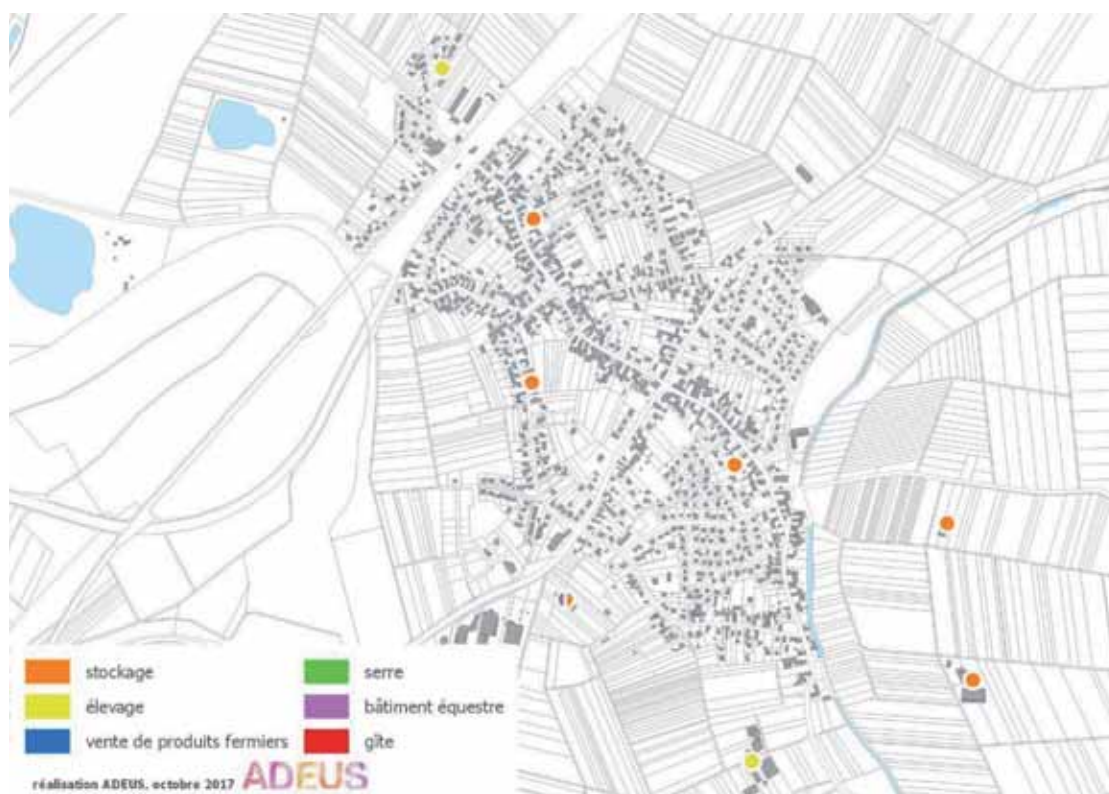 stockage
élevage
vente de produits fermiers
serre
bâtiment équestre
gîte
réalisation ADEUS, octobre 2017 ADEUS